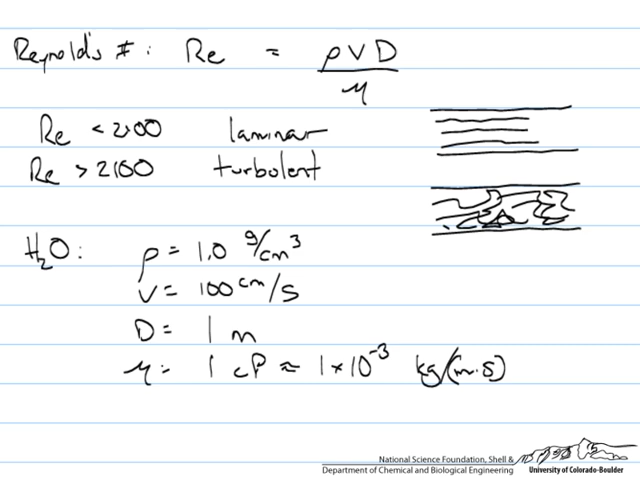 Reynold's #: Re = ρVD/μ
Re < 2100 laminar
Re > 2100 turbulent
H₂O: ρ = 1.0 g/cm³
V = 100 cm/s
D = 1 m
μ = 1 cP ≈ 1 × 10⁻³ kg/(m·s)
National Science Foundation, Shell &
Department of Chemical and Biological Engineering
University of Colorado-Boulder